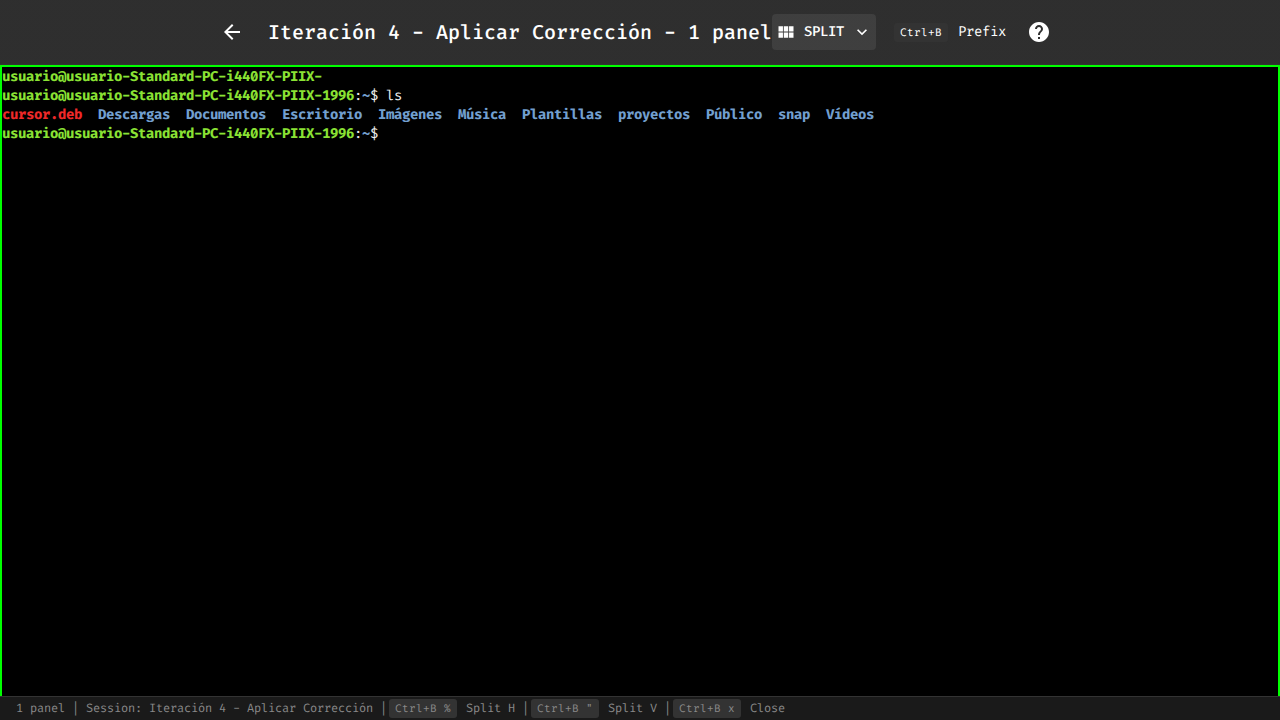 Iteración 4 - Aplicar Corrección - 1 panel SPLIT Ctrl+B Prefix
usuario@usuario-Standard-PC-i440FX-PIIX-
usuario@usuario-Standard-PC-i440FX-PIIX-1996:~$ ls
cursor.deb Descargas Documentos Escritorio Imágenes Música Plantillas proyectos Público snap Vídeos
usuario@usuario-Standard-PC-i440FX-PIIX-1996:~$
1 panel | Session: Iteración 4 - Aplicar Corrección | Ctrl+B % Split H | Ctrl+B " Split V | Ctrl+B x Close